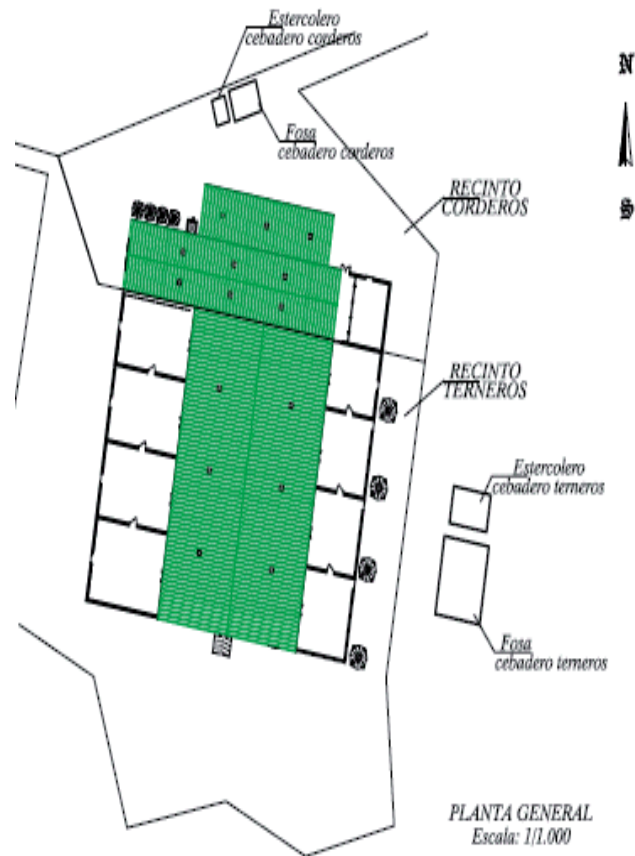 Estercolero
cebadero corderos
N
Fosa
cebadero corderos
S
RECINTO
CORDEROS
RECINTO
TERNEROS
Estercolero
cebadero terneros
Fosa
cebadero terneros
PLANTA GENERAL
Escala: 1/1.000